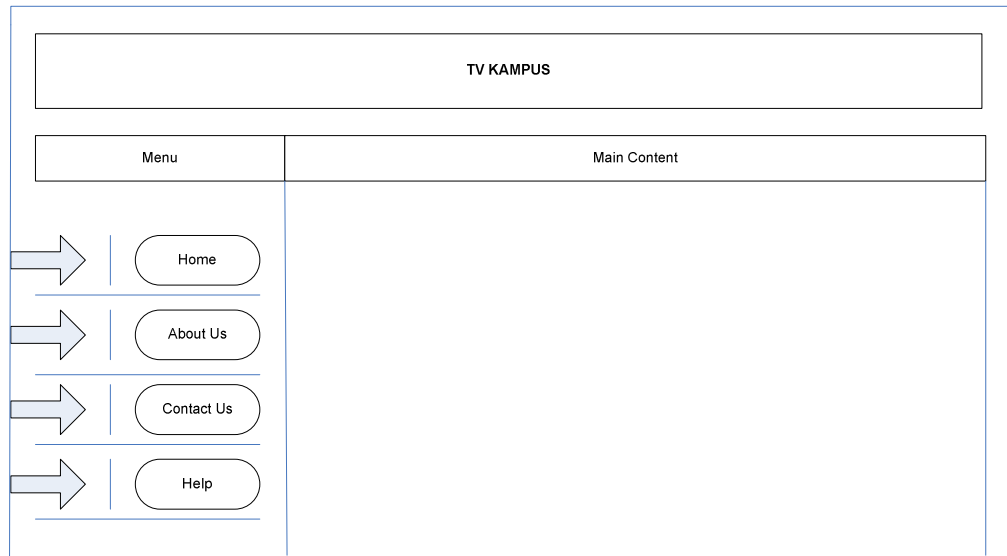 TV KAMPUS
Menu
Main Content
Home
About Us
Contact Us
Help